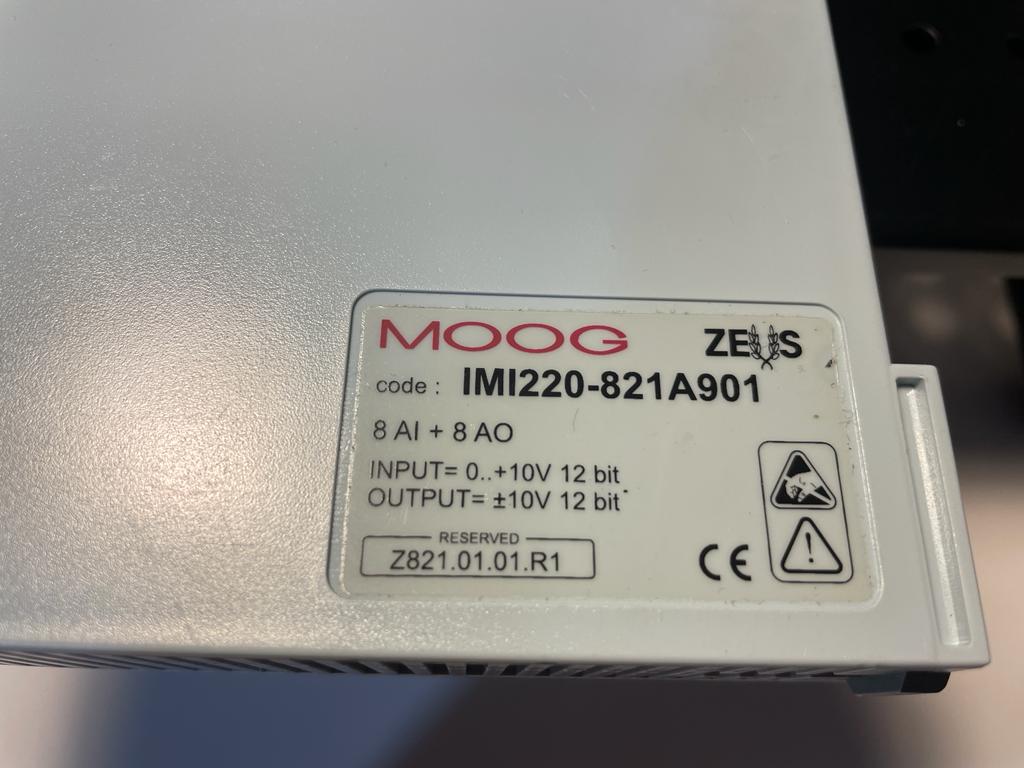 MOOG ZEUS
code : IMI220-821A901
8 AI + 8 AO
INPUT= 0..+10V 12 bit
OUTPUT= ±10V 12 bit
RESERVED
Z821.01.01.R1
CE